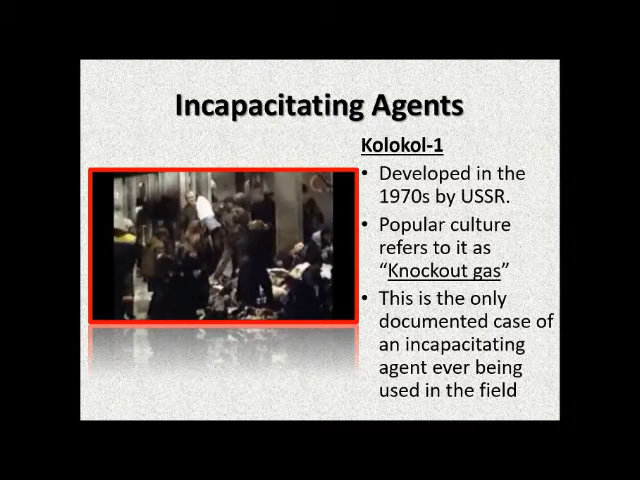 Incapacitating Agents
Kolokol-1
• Developed in the
1970s by USSR.
• Popular culture
refers to it as
“Knockout gas”
• This is the only
documented case of
an incapacitating
agent ever being
used in the field